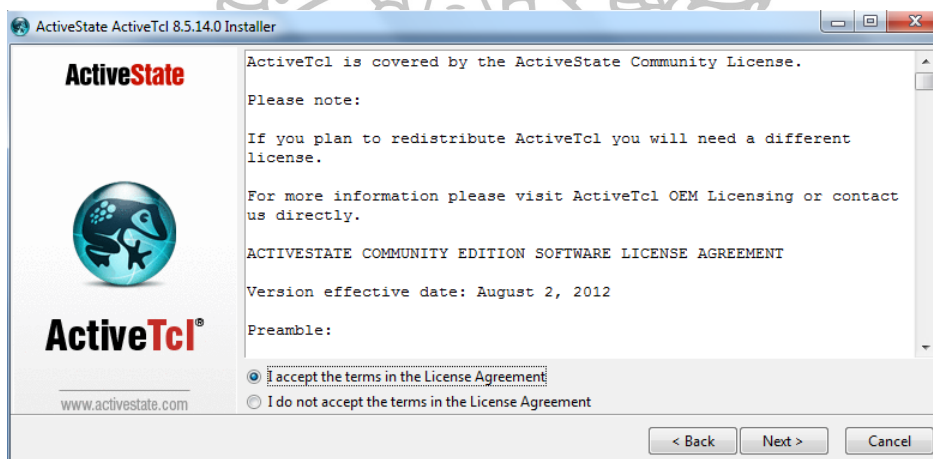 ActiveState ActiveTcl 8.5.14.0 Installer
ActiveState
ActiveTcl®
www.activestate.com
ActiveTcl is covered by the ActiveState Community License.
Please note:
If you plan to redistribute ActiveTcl you will need a different
license.
For more information please visit ActiveTcl OEM Licensing or contact
us directly.
ACTIVESTATE COMMUNITY EDITION SOFTWARE LICENSE AGREEMENT
Version effective date: August 2, 2012
Preamble:
I accept the terms in the License Agreement
I do not accept the terms in the License Agreement
< Back
Next >
Cancel